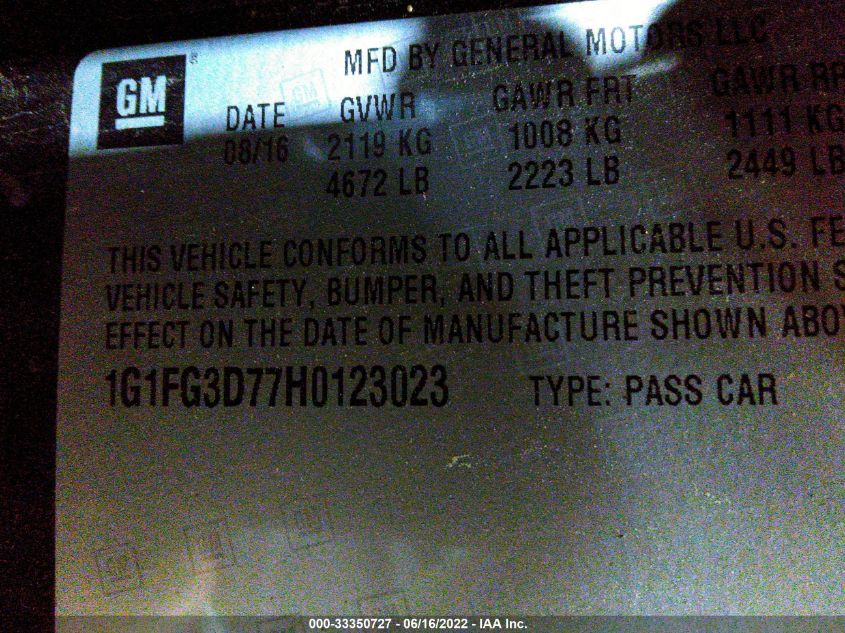 GM ®
MFD BY GENERAL MOTORS LLC
DATE GVWR GAWR FRT GAWR RR
08/16 2119 KG 1008 KG 1111 KG
4672 LB 2223 LB 2449 LB
THIS VEHICLE CONFORMS TO ALL APPLICABLE U.S. FE
VEHICLE SAFETY, BUMPER, AND THEFT PREVENTION S
EFFECT ON THE DATE OF MANUFACTURE SHOWN ABOV
1G1FG3D77H0123023 TYPE: PASS CAR
000-33350727 - 06/16/2022 - IAA Inc.